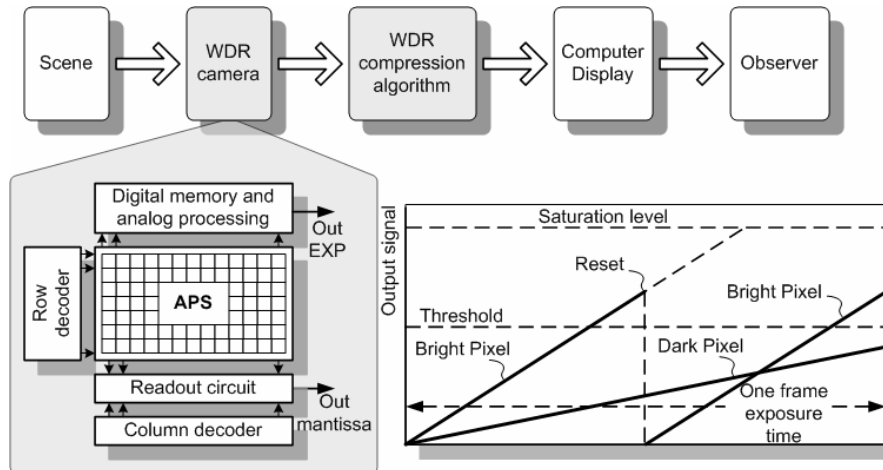 Scene
WDR
camera
WDR
compression
algorithm
Computer
Display
Observer
Digital memory and
analog processing
Out
EXP
Row
decoder
APS
Readout circuit
Out
mantissa
Column decoder
Output signal
Saturation level
Reset
Bright Pixel
Threshold
Bright Pixel
Dark Pixel
One frame
exposure
time